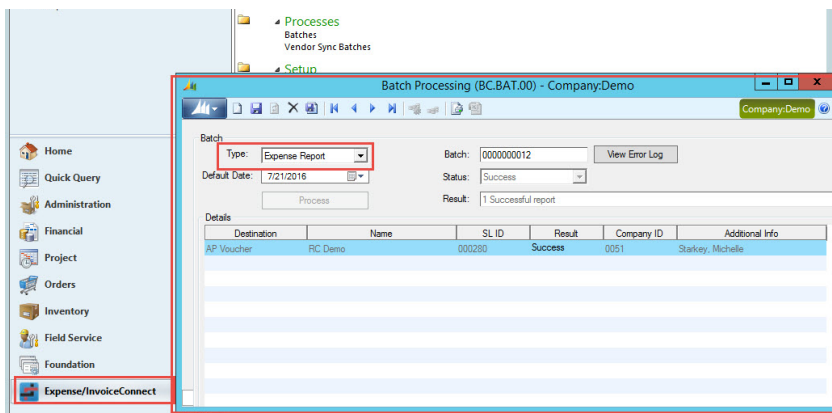 Processes
Batches
Vendor Sync Batches
Setup
Batch Processing (BC.BAT.00) - Company:Demo
Company:Demo
Batch
Type: Expense Report Batch: 0000000012 View Error Log
Default Date: 7/21/2016 Status: Success
Process Result: 1 Successful report
Details
Destination Name SL ID Result Company ID Additional Info
AP Voucher RC Demo 000280 Success 0051 Starkey, Michelle
Home
Quick Query
Administration
Financial
Project
Orders
Inventory
Field Service
Foundation
Expense/InvoiceConnect